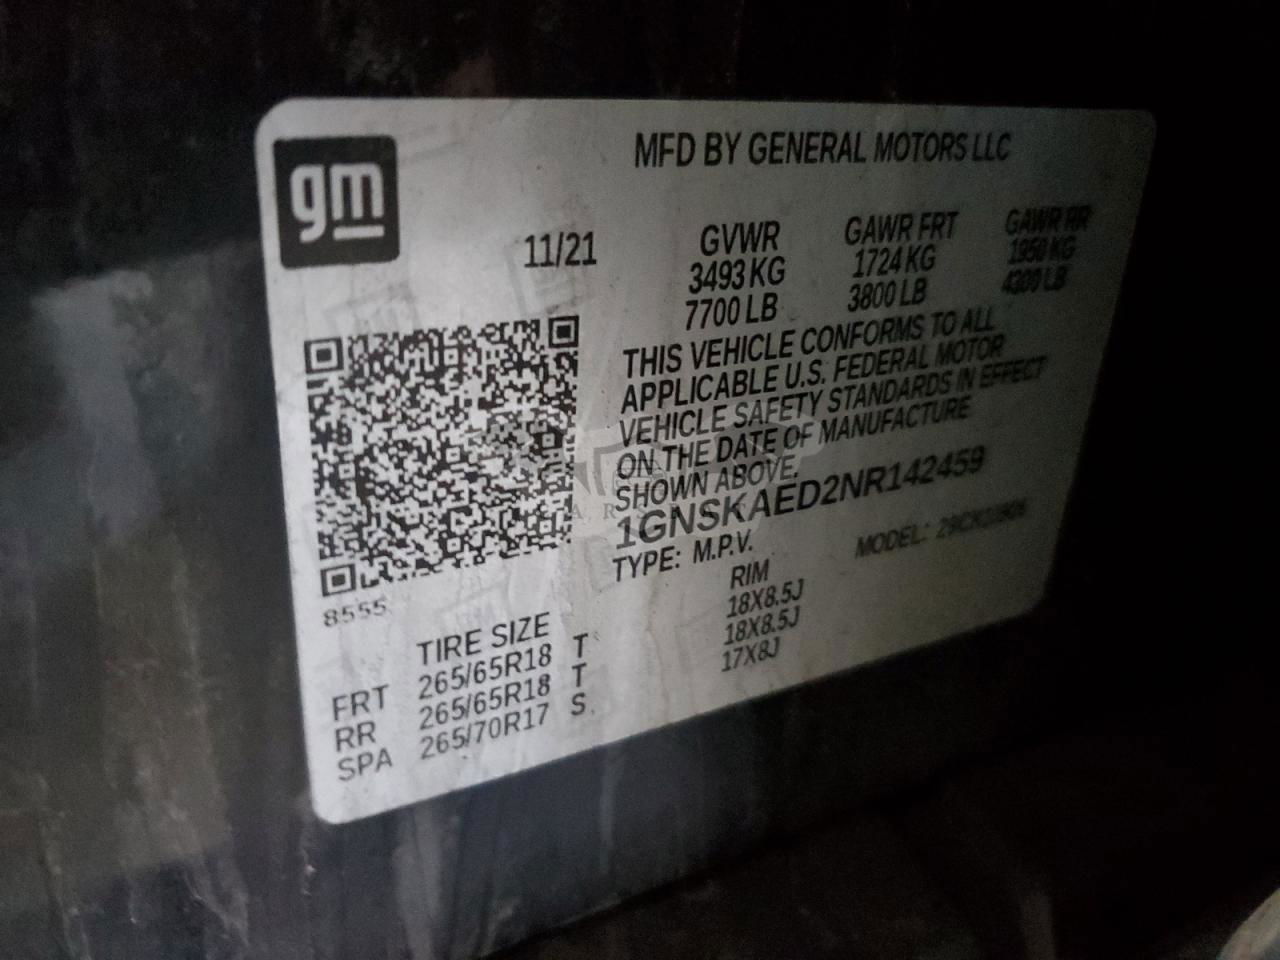 gm
MFD BY GENERAL MOTORS LLC
11/21
GVWR GAWR FRT GAWR RR
3493 KG 1724 KG 1950 KG
7700 LB 3800 LB 4300 LB
THIS VEHICLE CONFORMS TO ALL
APPLICABLE U.S. FEDERAL MOTOR
VEHICLE SAFETY STANDARDS IN EFFECT
ON THE DATE OF MANUFACTURE
SHOWN ABOVE.
1GNSKAED2NR142459
TYPE: M.P.V. MODEL:
8555
TIRE SIZE RIM
FRT 265/65R18 T 18X8.5J
RR 265/65R18 T 18X8.5J
SPA 265/70R17 S 17X8J